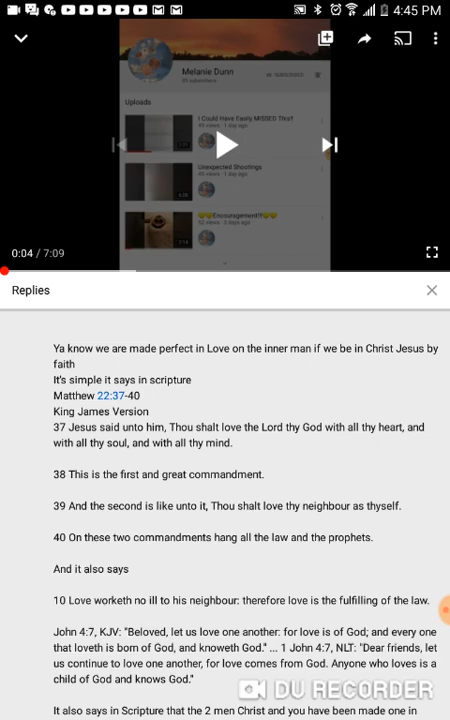 4:45 PM
Melanie Dunn
SUBSCRIBED
Uploads
I Could Have Easily MISSED This!!
Unexpected Shootings
Encouragement!!!
0:04 / 7:09
Replies
Ya know we are made perfect in Love on the inner man if we be in Christ Jesus by
faith
It's simple it says in scripture
Matthew 22:37-40
King James Version
37 Jesus said unto him, Thou shalt love the Lord thy God with all thy heart, and
with all thy soul, and with all thy mind.
38 This is the first and great commandment.
39 And the second is like unto it, Thou shalt love thy neighbour as thyself.
40 On these two commandments hang all the law and the prophets.
And it also says
10 Love worketh no ill to his neighbour: therefore love is the fulfilling of the law.
John 4:7, KJV: "Beloved, let us love one another: for love is of God; and every one
that loveth is born of God, and knoweth God." ... 1 John 4:7, NLT: "Dear friends, let
us continue to love one another, for love comes from God. Anyone who loves is a
child of God and knows God."
DU RECORDER
It also says in Scripture that the 2 men Christ and you have been made one in